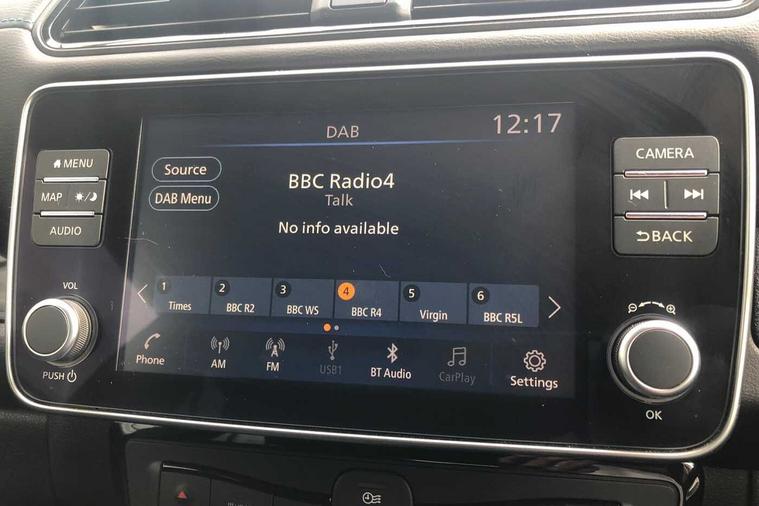 DAB
12:17
MENU
MAP
AUDIO
Source
DAB Menu
BBC Radio4
Talk
No info available
CAMERA
BACK
1
Times
2
BBC R2
3
BBC WS
4
BBC R4
5
Virgin
6
BBC R5L
VOL
PUSH
Phone
AM
FM
USB1
BT Audio
CarPlay
Settings
OK